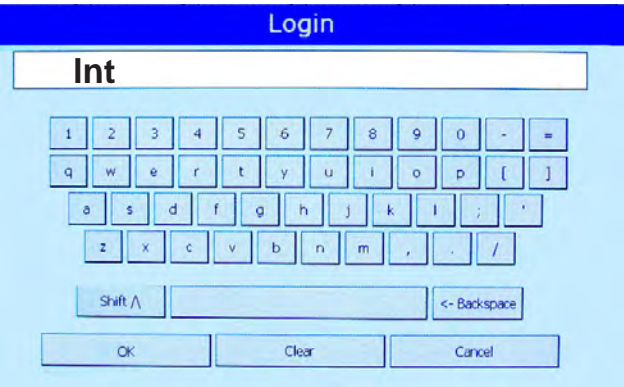 Login
Int
1 2 3 4 5 6 7 8 9 0 - =
q w e r t y u i o p [ ]
a s d f g h j k l ; '
z x c v b n m , . /
Shift /\ <- Backspace
OK Clear Cancel